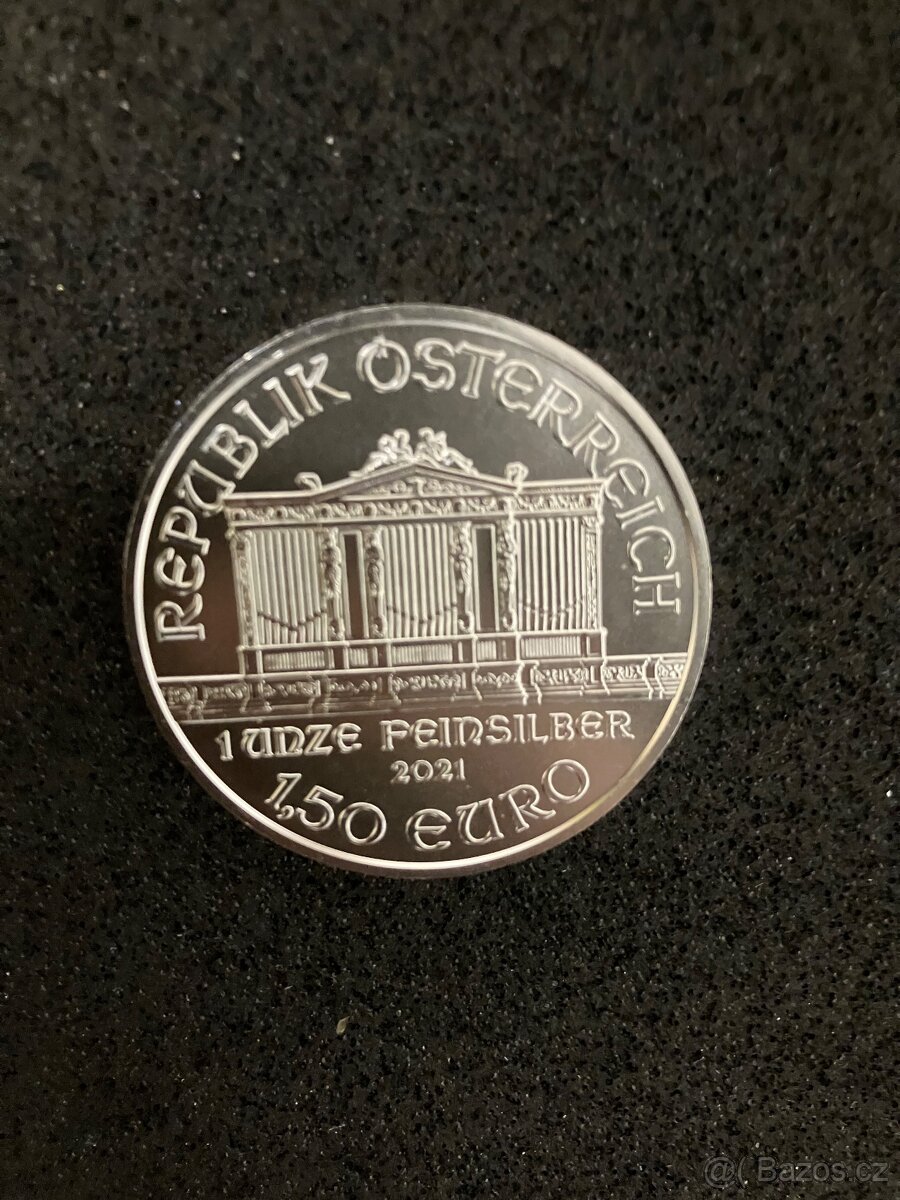 REPUBLIK ÖSTERREICH
1 UNZE FEINSILBER
2021
1,50 EURO
@( Bazos.cz